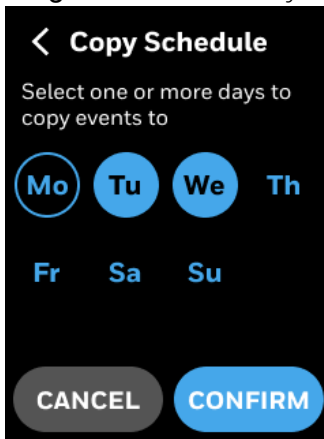 Copy Schedule
Select one or more days to
copy events to
Mo Tu We Th
Fr Sa Su
CANCEL CONFIRM